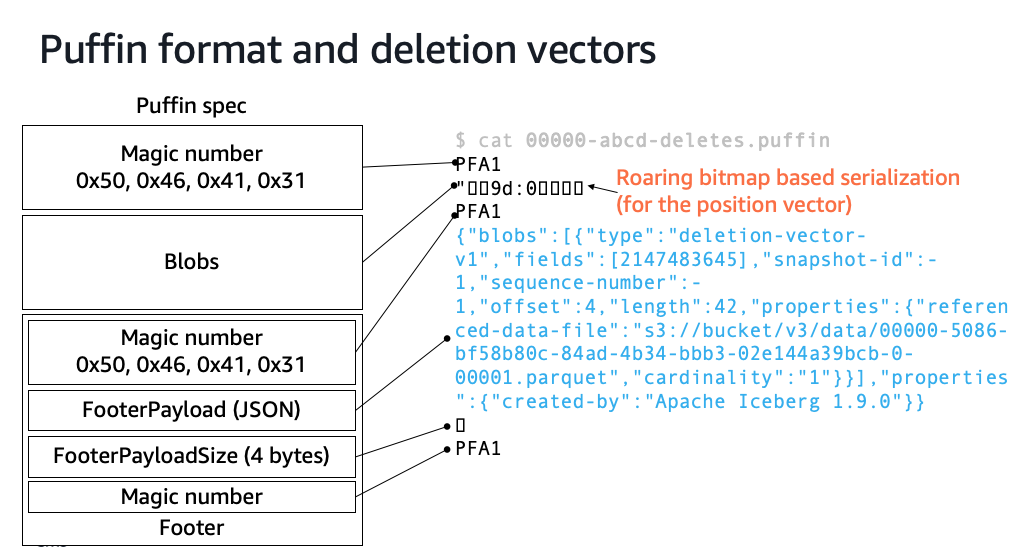 Puffin format and deletion vectors
Puffin spec
Magic number
0x50, 0x46, 0x41, 0x31
Blobs
Magic number
0x50, 0x46, 0x41, 0x31
FooterPayload (JSON)
FooterPayloadSize (4 bytes)
Magic number
Footer
$ cat 00000-abcd-deletes.puffin
PFA1
"▯▯9d:0▯▯▯▯
Roaring bitmap based serialization
(for the position vector)
PFA1
{"blobs":[{"type":"deletion-vector-
v1","fields":[2147483645],"snapshot-id":-
1,"sequence-number":-
1,"offset":4,"length":42,"properties":{"referen
ced-data-file":"s3://bucket/v3/data/00000-5086-
bf58b80c-84ad-4b34-bbb3-02e144a39bcb-0-
00001.parquet","cardinality":"1"}}],"properties
":{"created-by":"Apache Iceberg 1.9.0"}}
▯
PFA1